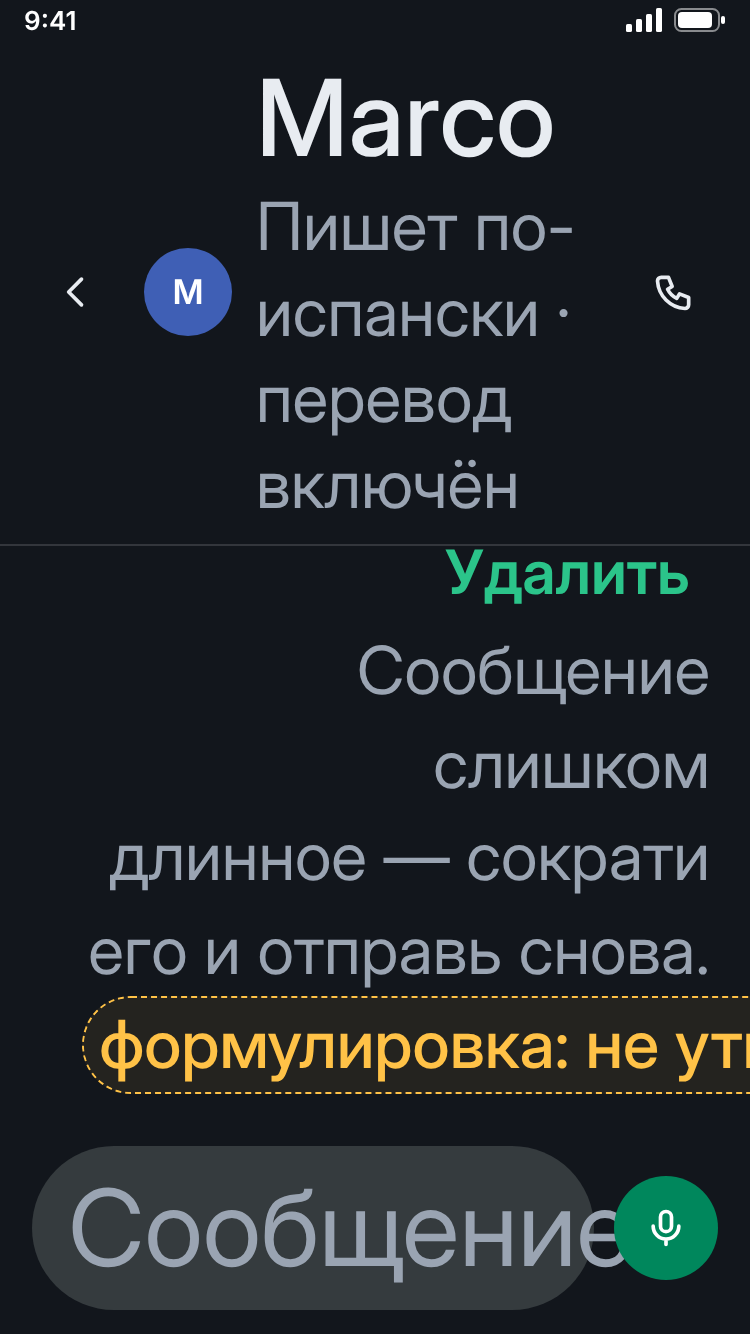 9:41
Marco
M
Пишет по-
испански ·
перевод
включён
Удалить
Сообщение
слишком
длинное — сократи
его и отправь снова.
формулировка: не
Сообщение